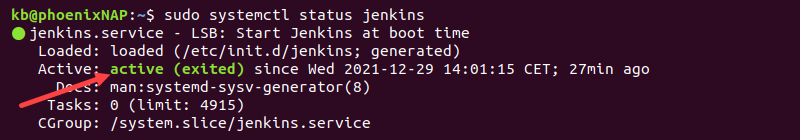 kb@phoenixNAP:~$ sudo systemctl status jenkins
jenkins.service - LSB: Start Jenkins at boot time
Loaded: loaded (/etc/init.d/jenkins; generated)
Active: active (exited) since Wed 2021-12-29 14:01:15 CET; 27min ago
Docs: man:systemd-sysv-generator(8)
Tasks: 0 (limit: 4915)
CGroup: /system.slice/jenkins.service